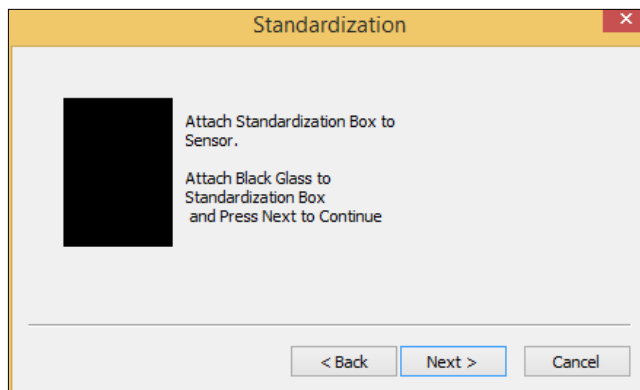 Standardization
Attach Standardization Box to
Sensor.
Attach Black Glass to
Standardization Box
and Press Next to Continue
< Back
Next >
Cancel